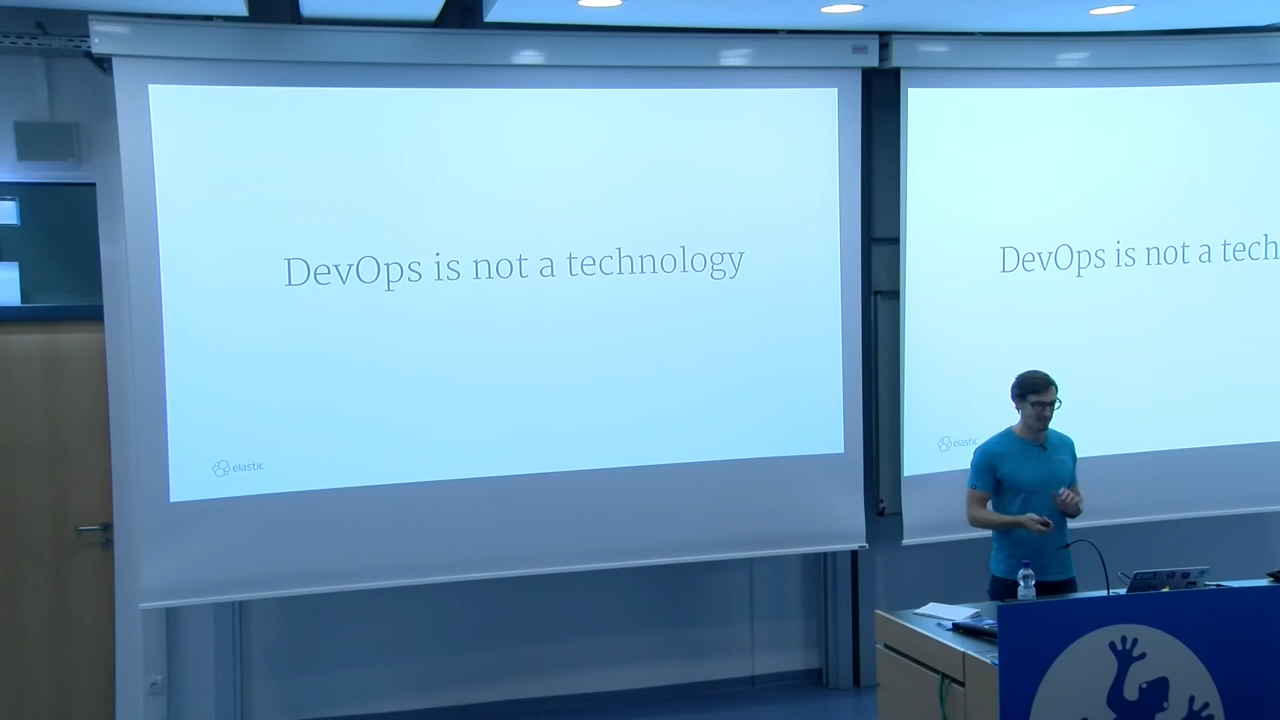 DevOps is not a technology
elastic
DevOps is not a tech
elastic